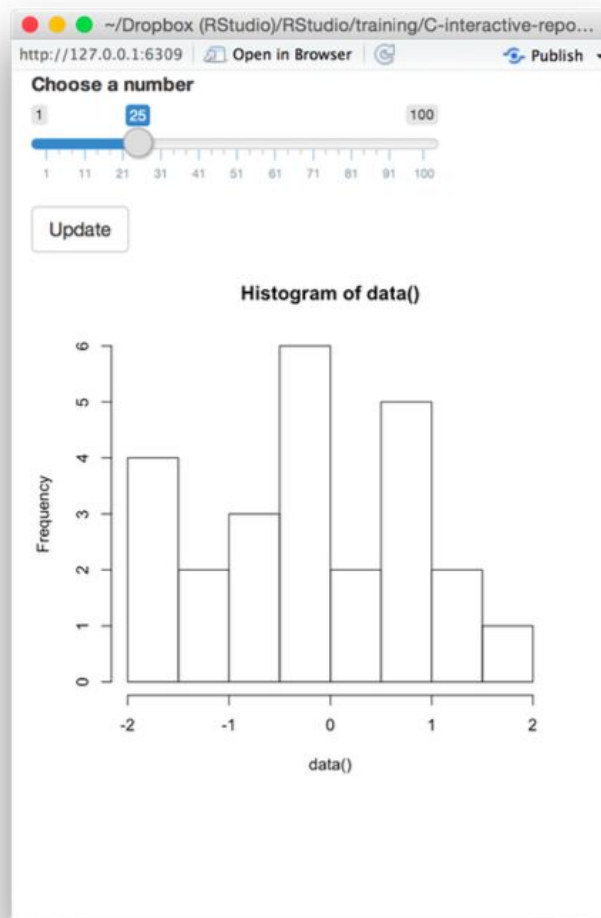 ~/Dropbox (RStudio)/RStudio/training/C-interactive-repo...
http://127.0.0.1:6309 Open in Browser Publish
Choose a number
1 25 100
1 11 21 31 41 51 61 71 81 91 100
Update
Histogram of data()
6
5
4
3
2
1
0
Frequency
-2 -1 0 1 2
data()